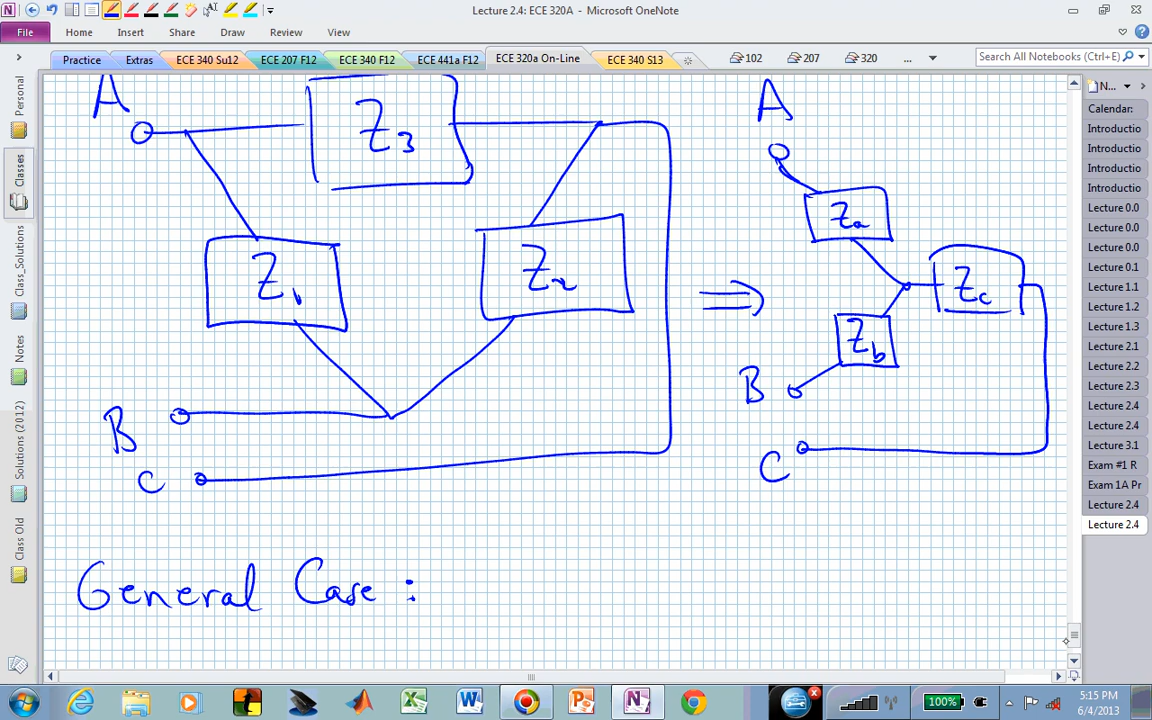 Lecture 2.4: ECE 320A - Microsoft OneNote
File Home Insert Share Draw Review View
Practice Extras ECE 340 Su12 ECE 207 F12 ECE 340 F12 ECE 441a F12 ECE 320a On-Line ECE 340 S13 102 207 320 ... Search All Notebooks (Ctrl+E)
Personal
Classes
Class_Solutions
Notes
Solutions (2012)
Class Old
A
Z3
Z1
Z2
B
C
A
Za
Zc
Zb
B
C
General Case:
N...
Calendar:
Introductio
Introductio
Introductio
Introductio
Lecture 0.0
Lecture 0.0
Lecture 0.0
Lecture 0.1
Lecture 1.1
Lecture 1.2
Lecture 1.3
Lecture 2.1
Lecture 2.2
Lecture 2.3
Lecture 2.4
Lecture 2.4
Lecture 3.1
Exam #1 R
Exam 1A Pr
Lecture 2.4
Lecture 2.4
100%
5:15 PM
6/4/2013